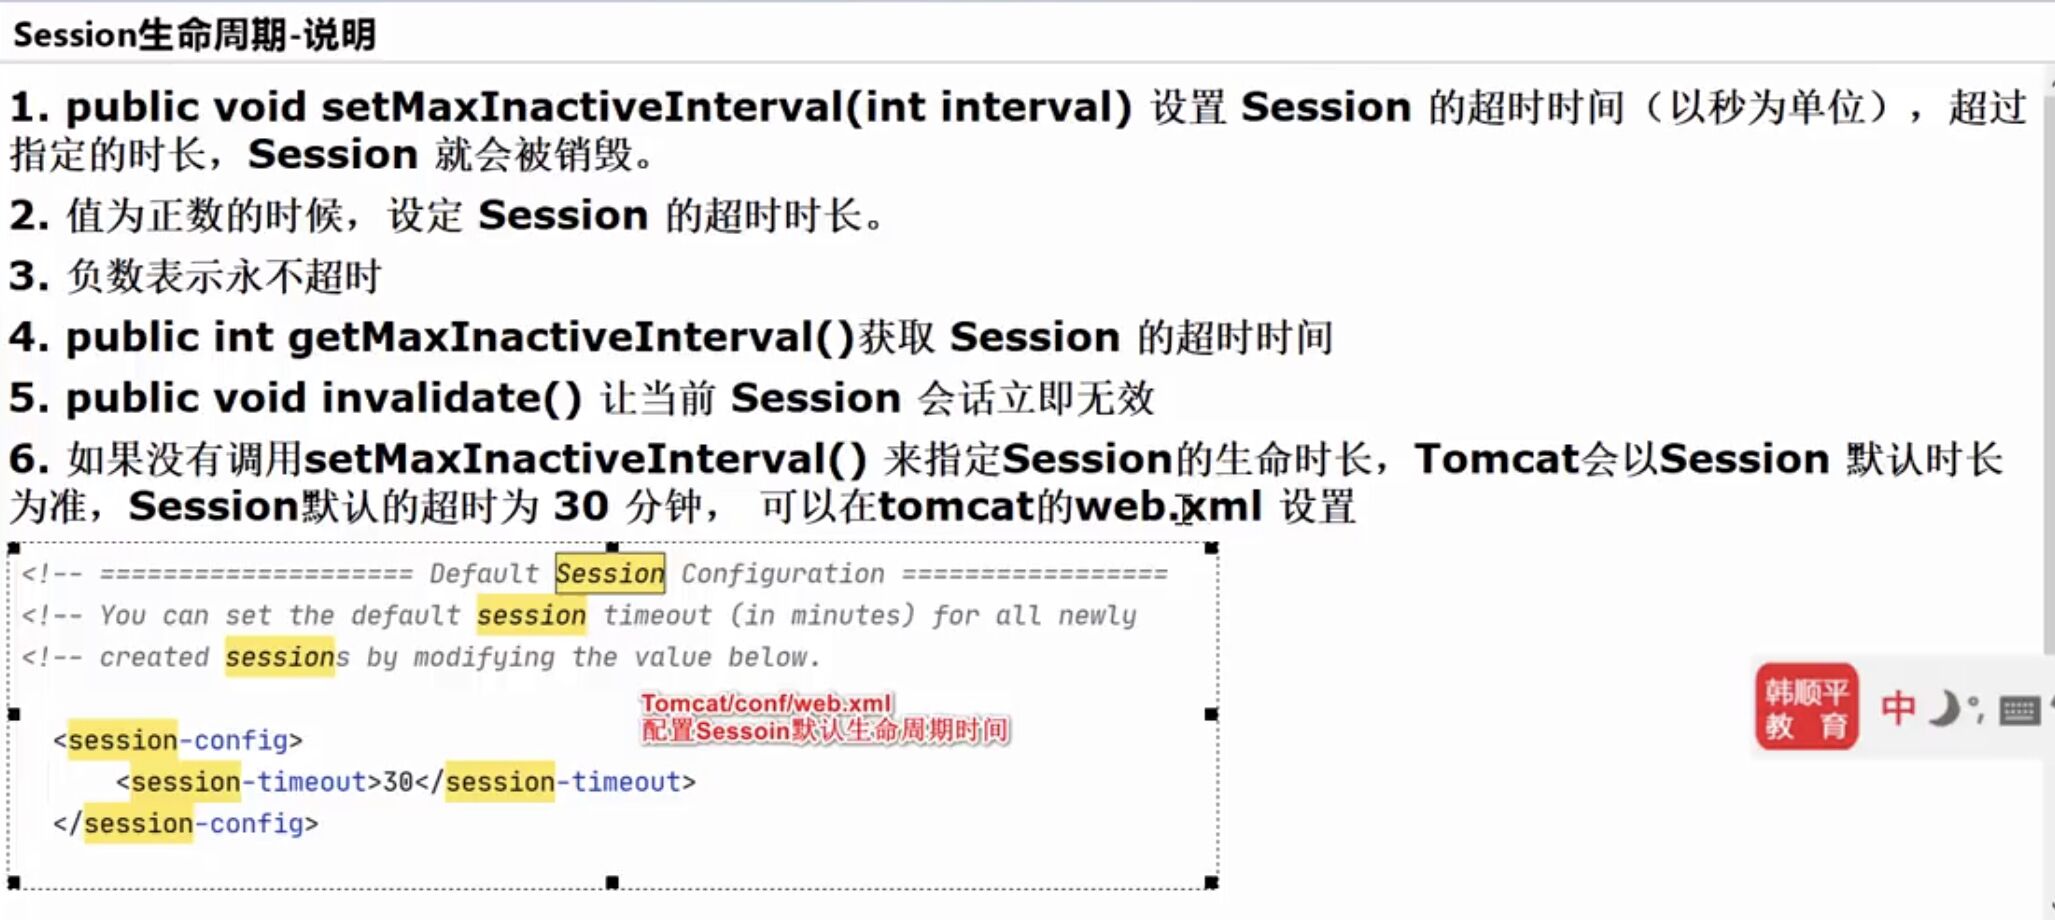 Session生命周期-说明
1. public void setMaxInactiveInterval(int interval) 设置 Session 的超时时间（以秒为单位），超过
指定的时长，Session 就会被销毁。
2. 值为正数的时候，设定 Session 的超时时长。
3. 负数表示永不超时
4. public int getMaxInactiveInterval()获取 Session 的超时时间
5. public void invalidate() 让当前 Session 会话立即无效
6. 如果没有调用setMaxInactiveInterval() 来指定Session的生命时长，Tomcat会以Session 默认时长
为准，Session默认的超时为 30 分钟， 可以在tomcat的web.xml 设置
<!-- ==================== Default Session Configuration =================
<!-- You can set the default session timeout (in minutes) for all newly
<!-- created sessions by modifying the value below.
Tomcat/conf/web.xml
配置Sessoin默认生命周期时间
<session-config>
<session-timeout>30</session-timeout>
</session-config>
韩顺平
教 育
中